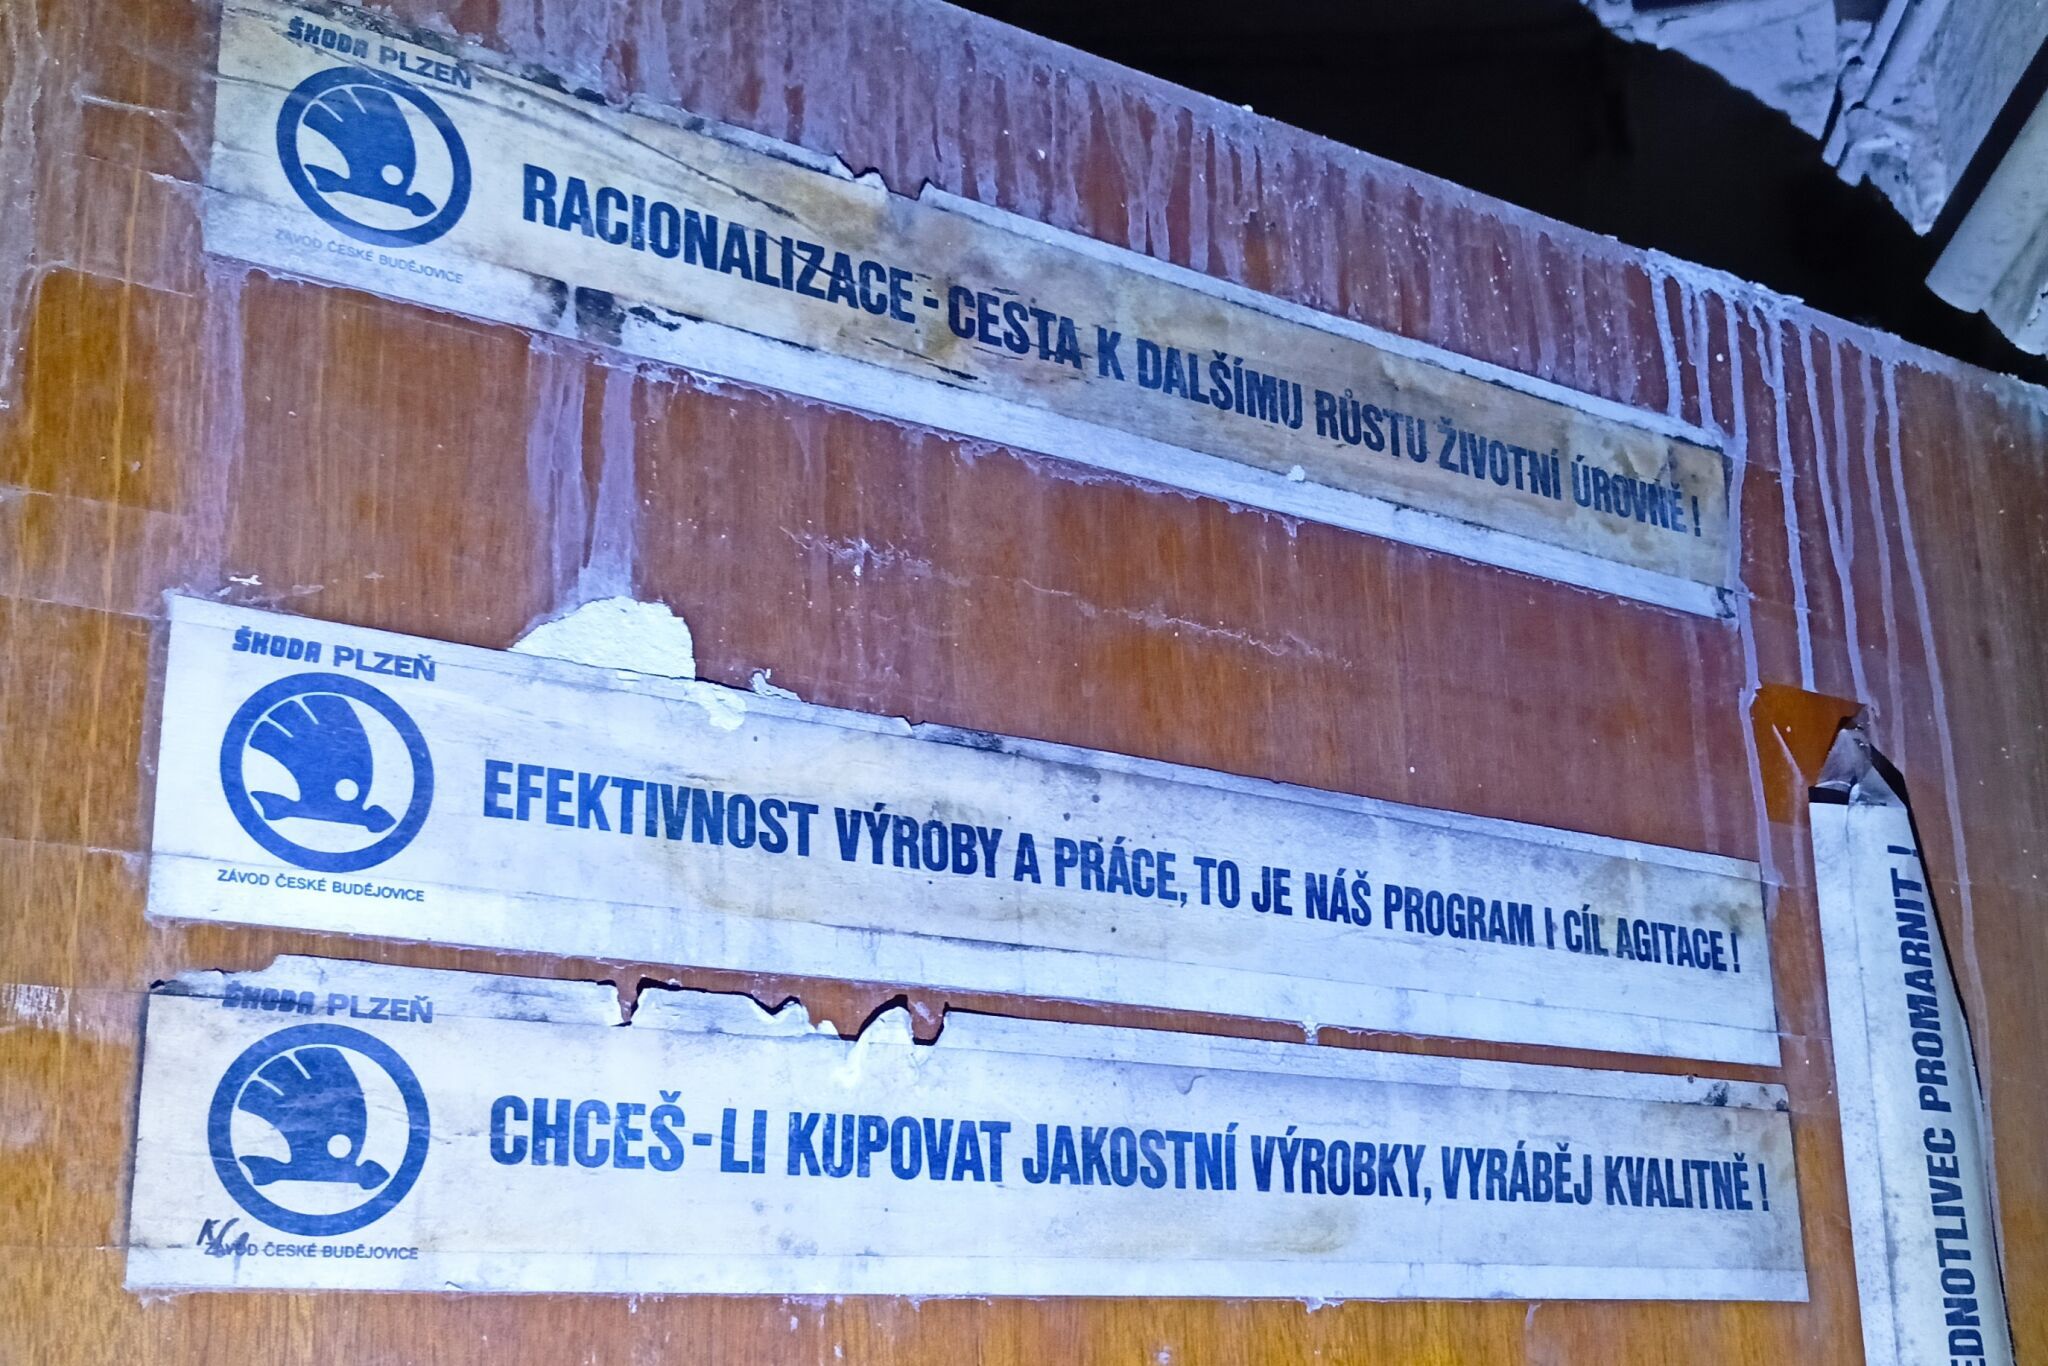 ŠKODA PLZEŇ
ZÁVOD ČESKÉ BUDĚJOVICE
RACIONALIZACE - CESTA K DALŠÍMU RŮSTU ŽIVOTNÍ ÚROVNĚ !
ŠKODA PLZEŇ
ZÁVOD ČESKÉ BUDĚJOVICE
EFEKTIVNOST VÝROBY A PRÁCE, TO JE NÁŠ PROGRAM I CÍL AGITACE !
ŠKODA PLZEŇ
ZÁVOD ČESKÉ BUDĚJOVICE
CHCEŠ-LI KUPOVAT JAKOSTNÍ VÝROBKY, VYRÁBĚJ KVALITNĚ !
EDNOTLIVEC PROMARNIT !